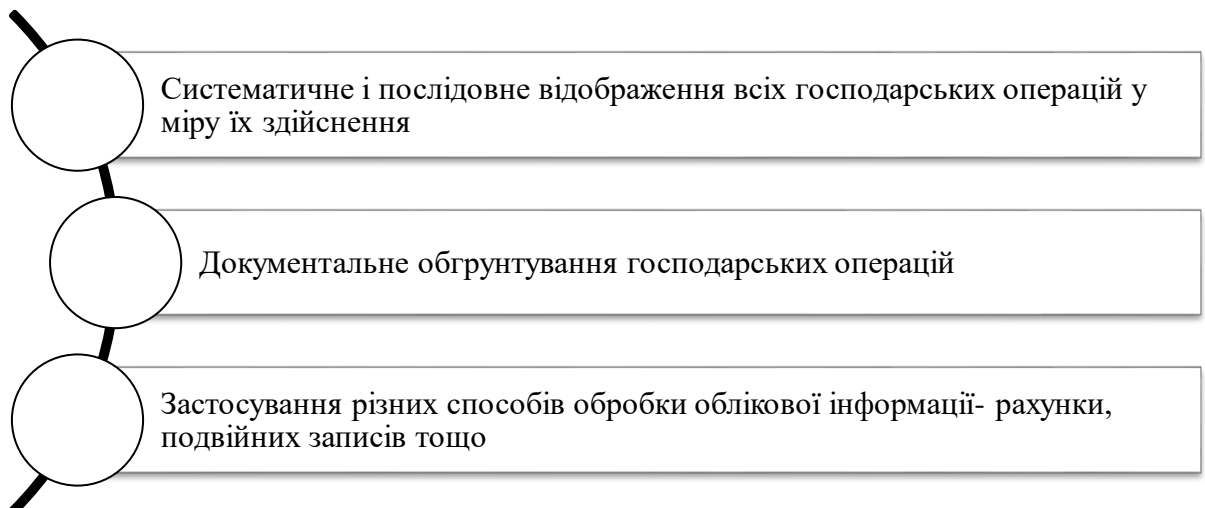 Систематичне і послідовне відображення всіх господарських операцій у
міру їх здійснення
Документальне обгрунтування господарських операцій
Застосування різних способів обробки облікової інформації- рахунки,
подвійних записів тощо